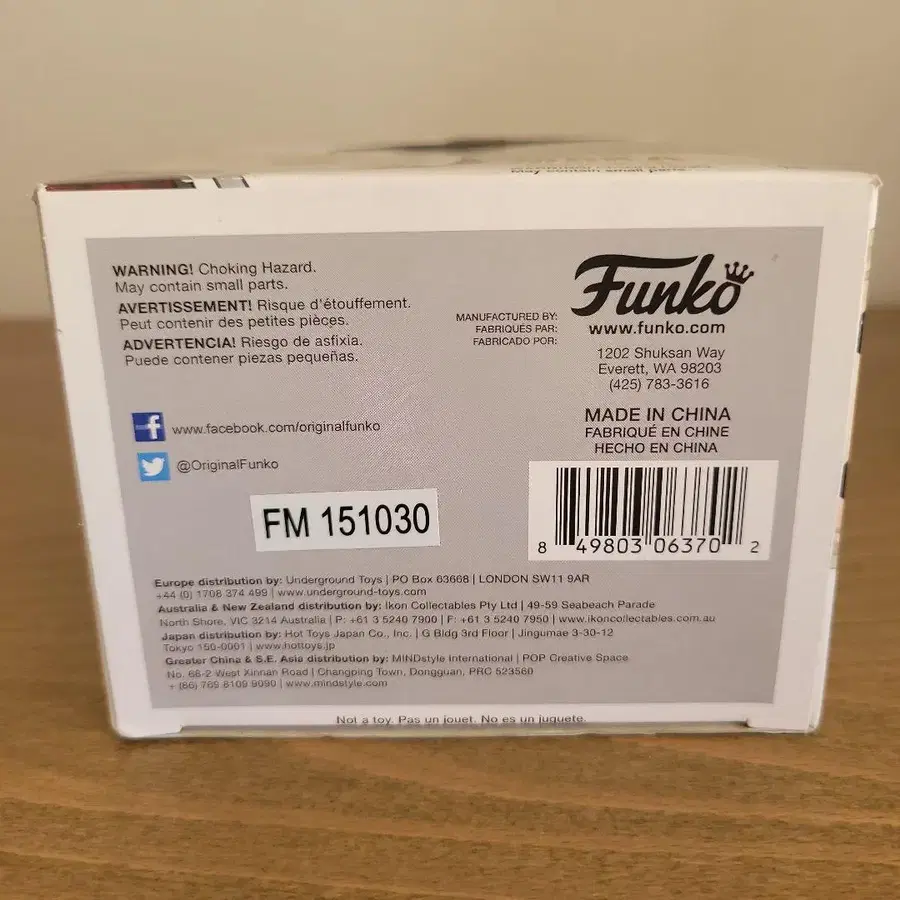 May contain small parts.
WARNING! Choking Hazard.
May contain small parts.
AVERTISSEMENT! Risque d'étouffement.
Peut contenir des petites pièces.
ADVERTENCIA! Riesgo de asfixia.
Puede contener piezas pequeñas.
www.facebook.com/originalfunko
@OriginalFunko
FM 151030
MANUFACTURED BY:
FABRIQUÉS PAR:
FABRICADO POR:
Funko
www.funko.com
1202 Shuksan Way
Everett, WA 98203
(425) 783-3616
MADE IN CHINA
FABRIQUÉ EN CHINE
HECHO EN CHINA
8 49803 06370 2
Europe distribution by: Underground Toys | PO Box 63668 | LONDON SW11 9AR
+44 (0) 1708 374 499 | www.underground-toys.com
Australia & New Zealand distribution by: Ikon Collectables Pty Ltd | 49-59 Seabeach Parade
North Shore, VIC 3214 Australia | P: +61 3 5240 7900 | F: +61 3 5240 7950 | www.ikoncollectables.com.au
Japan distribution by: Hot Toys Japan Co., Inc. | G Bldg 3rd Floor | Jingumae 3-30-12
Tokyo 150-0001 | www.hottoys.jp
Greater China & S.E. Asia distribution by: MINDstyle International | POP Creative Space
No. 68-2 West Xinnan Road | Changping Town, Dongguan, PRC 523560
+ (86) 769 8109 9090 | www.mindstyle.com
Not a toy. Pas un jouet. No es un juguete.